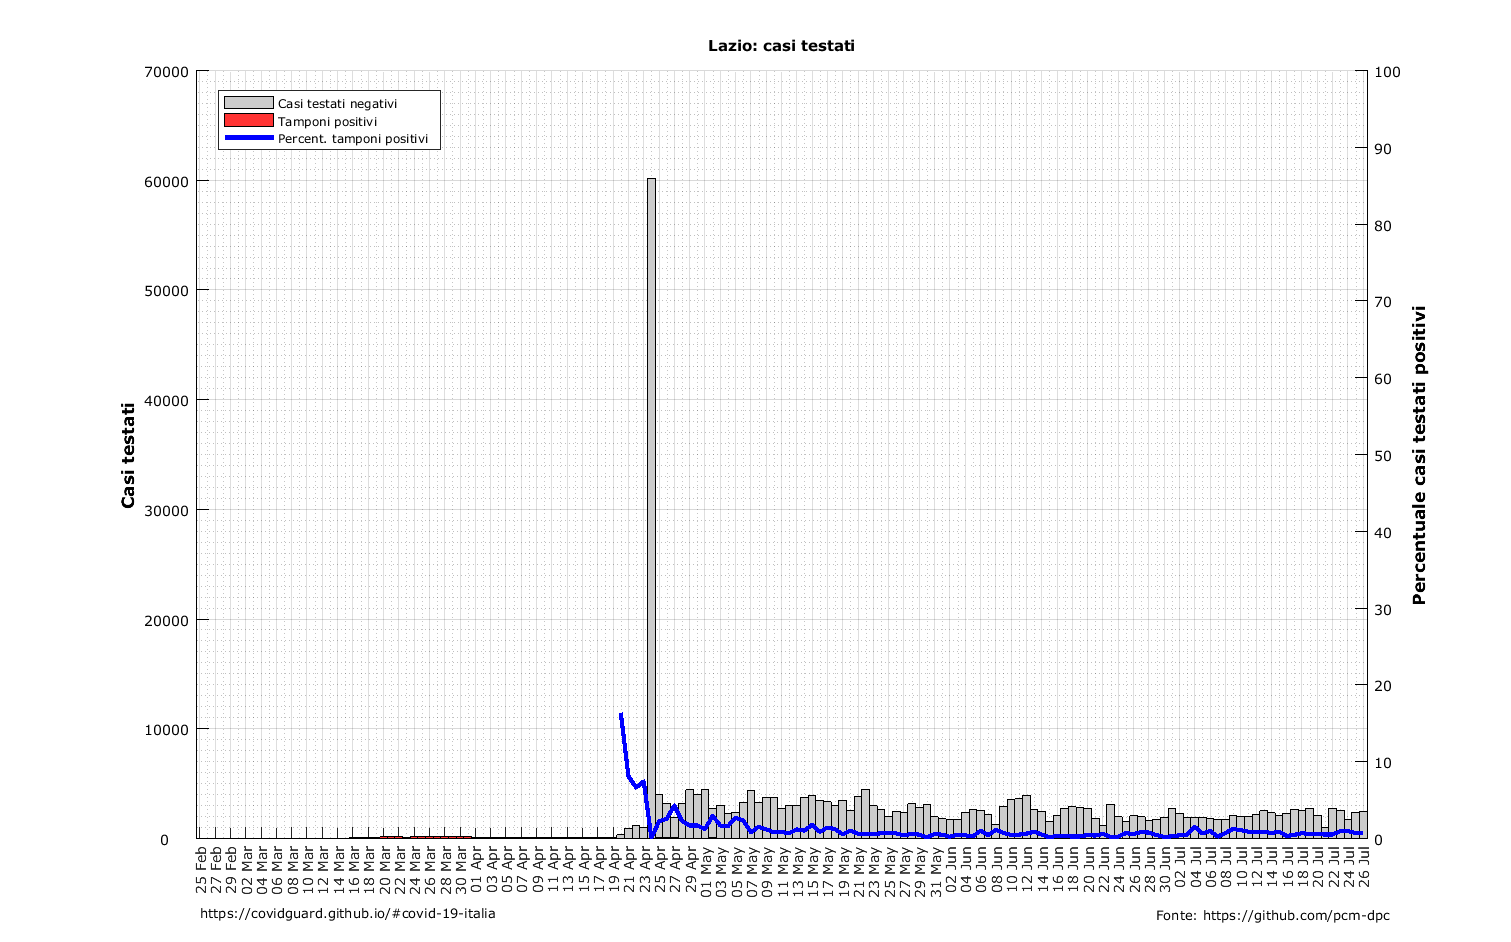 Lazio: casi testati
Casi testati negativi
Tamponi positivi
Percent. tamponi positivi
70000
60000
50000
40000
30000
20000
10000
0
Casi testati
100
90
80
70
60
50
40
30
20
10
0
Percentuale casi testati positivi
25 Feb
27 Feb
29 Feb
02 Mar
04 Mar
06 Mar
08 Mar
10 Mar
12 Mar
14 Mar
16 Mar
18 Mar
20 Mar
22 Mar
24 Mar
26 Mar
28 Mar
30 Mar
01 Apr
03 Apr
05 Apr
07 Apr
09 Apr
11 Apr
13 Apr
15 Apr
17 Apr
19 Apr
21 Apr
23 Apr
25 Apr
27 Apr
29 Apr
01 May
03 May
05 May
07 May
09 May
11 May
13 May
15 May
17 May
19 May
21 May
23 May
25 May
27 May
29 May
31 May
02 Jun
04 Jun
06 Jun
08 Jun
10 Jun
12 Jun
14 Jun
16 Jun
18 Jun
20 Jun
22 Jun
24 Jun
26 Jun
28 Jun
30 Jun
02 Jul
04 Jul
06 Jul
08 Jul
10 Jul
12 Jul
14 Jul
16 Jul
18 Jul
20 Jul
22 Jul
24 Jul
26 Jul
https://covidguard.github.io/#covid-19-italia
Fonte: https://github.com/pcm-dpc